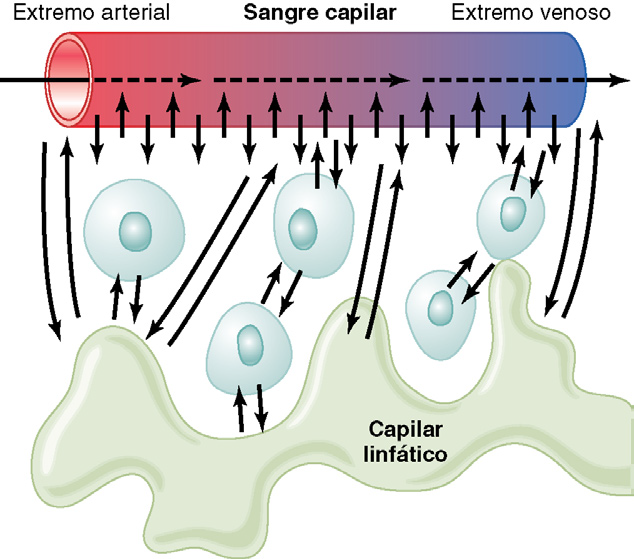 Extremo arterial
Sangre capilar
Extremo venoso
Capilar
linfático